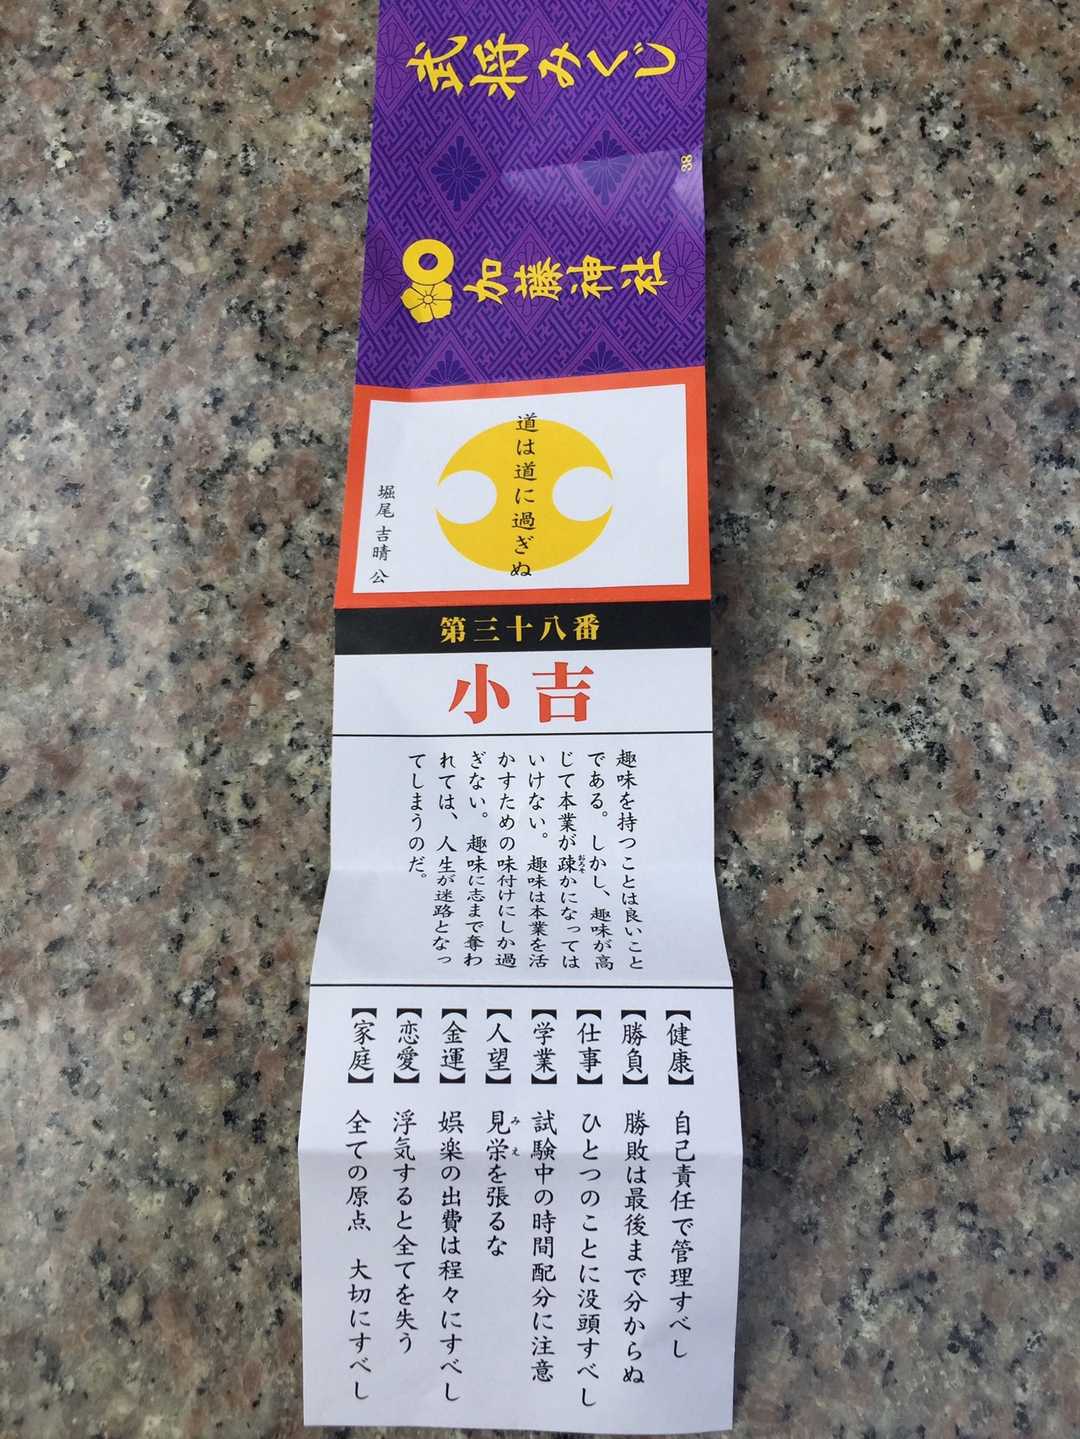 武将みくじ
38
加藤神社
道は道に過ぎぬ
堀尾吉晴公
第三十八番
小吉
趣味を持つことは良いこと
である。しかし、趣味が高
じて本業が疎かになっては
おろそ
いけない。趣味は本業を活
かすための味付けにしか過
ぎない。趣味に志まで奪わ
れては、人生が迷路となっ
てしまうのだ。
【健康】 自己責任で管理すべし
【勝負】 勝敗は最後まで分からぬ
【仕事】 ひとつのことに没頭すべし
【学業】 試験中の時間配分に注意
【人望】 見栄を張るな
みえ
【金運】 娯楽の出費は程々にすべし
【恋愛】 浮気すると全てを失う
【家庭】 全ての原点 大切にすべし